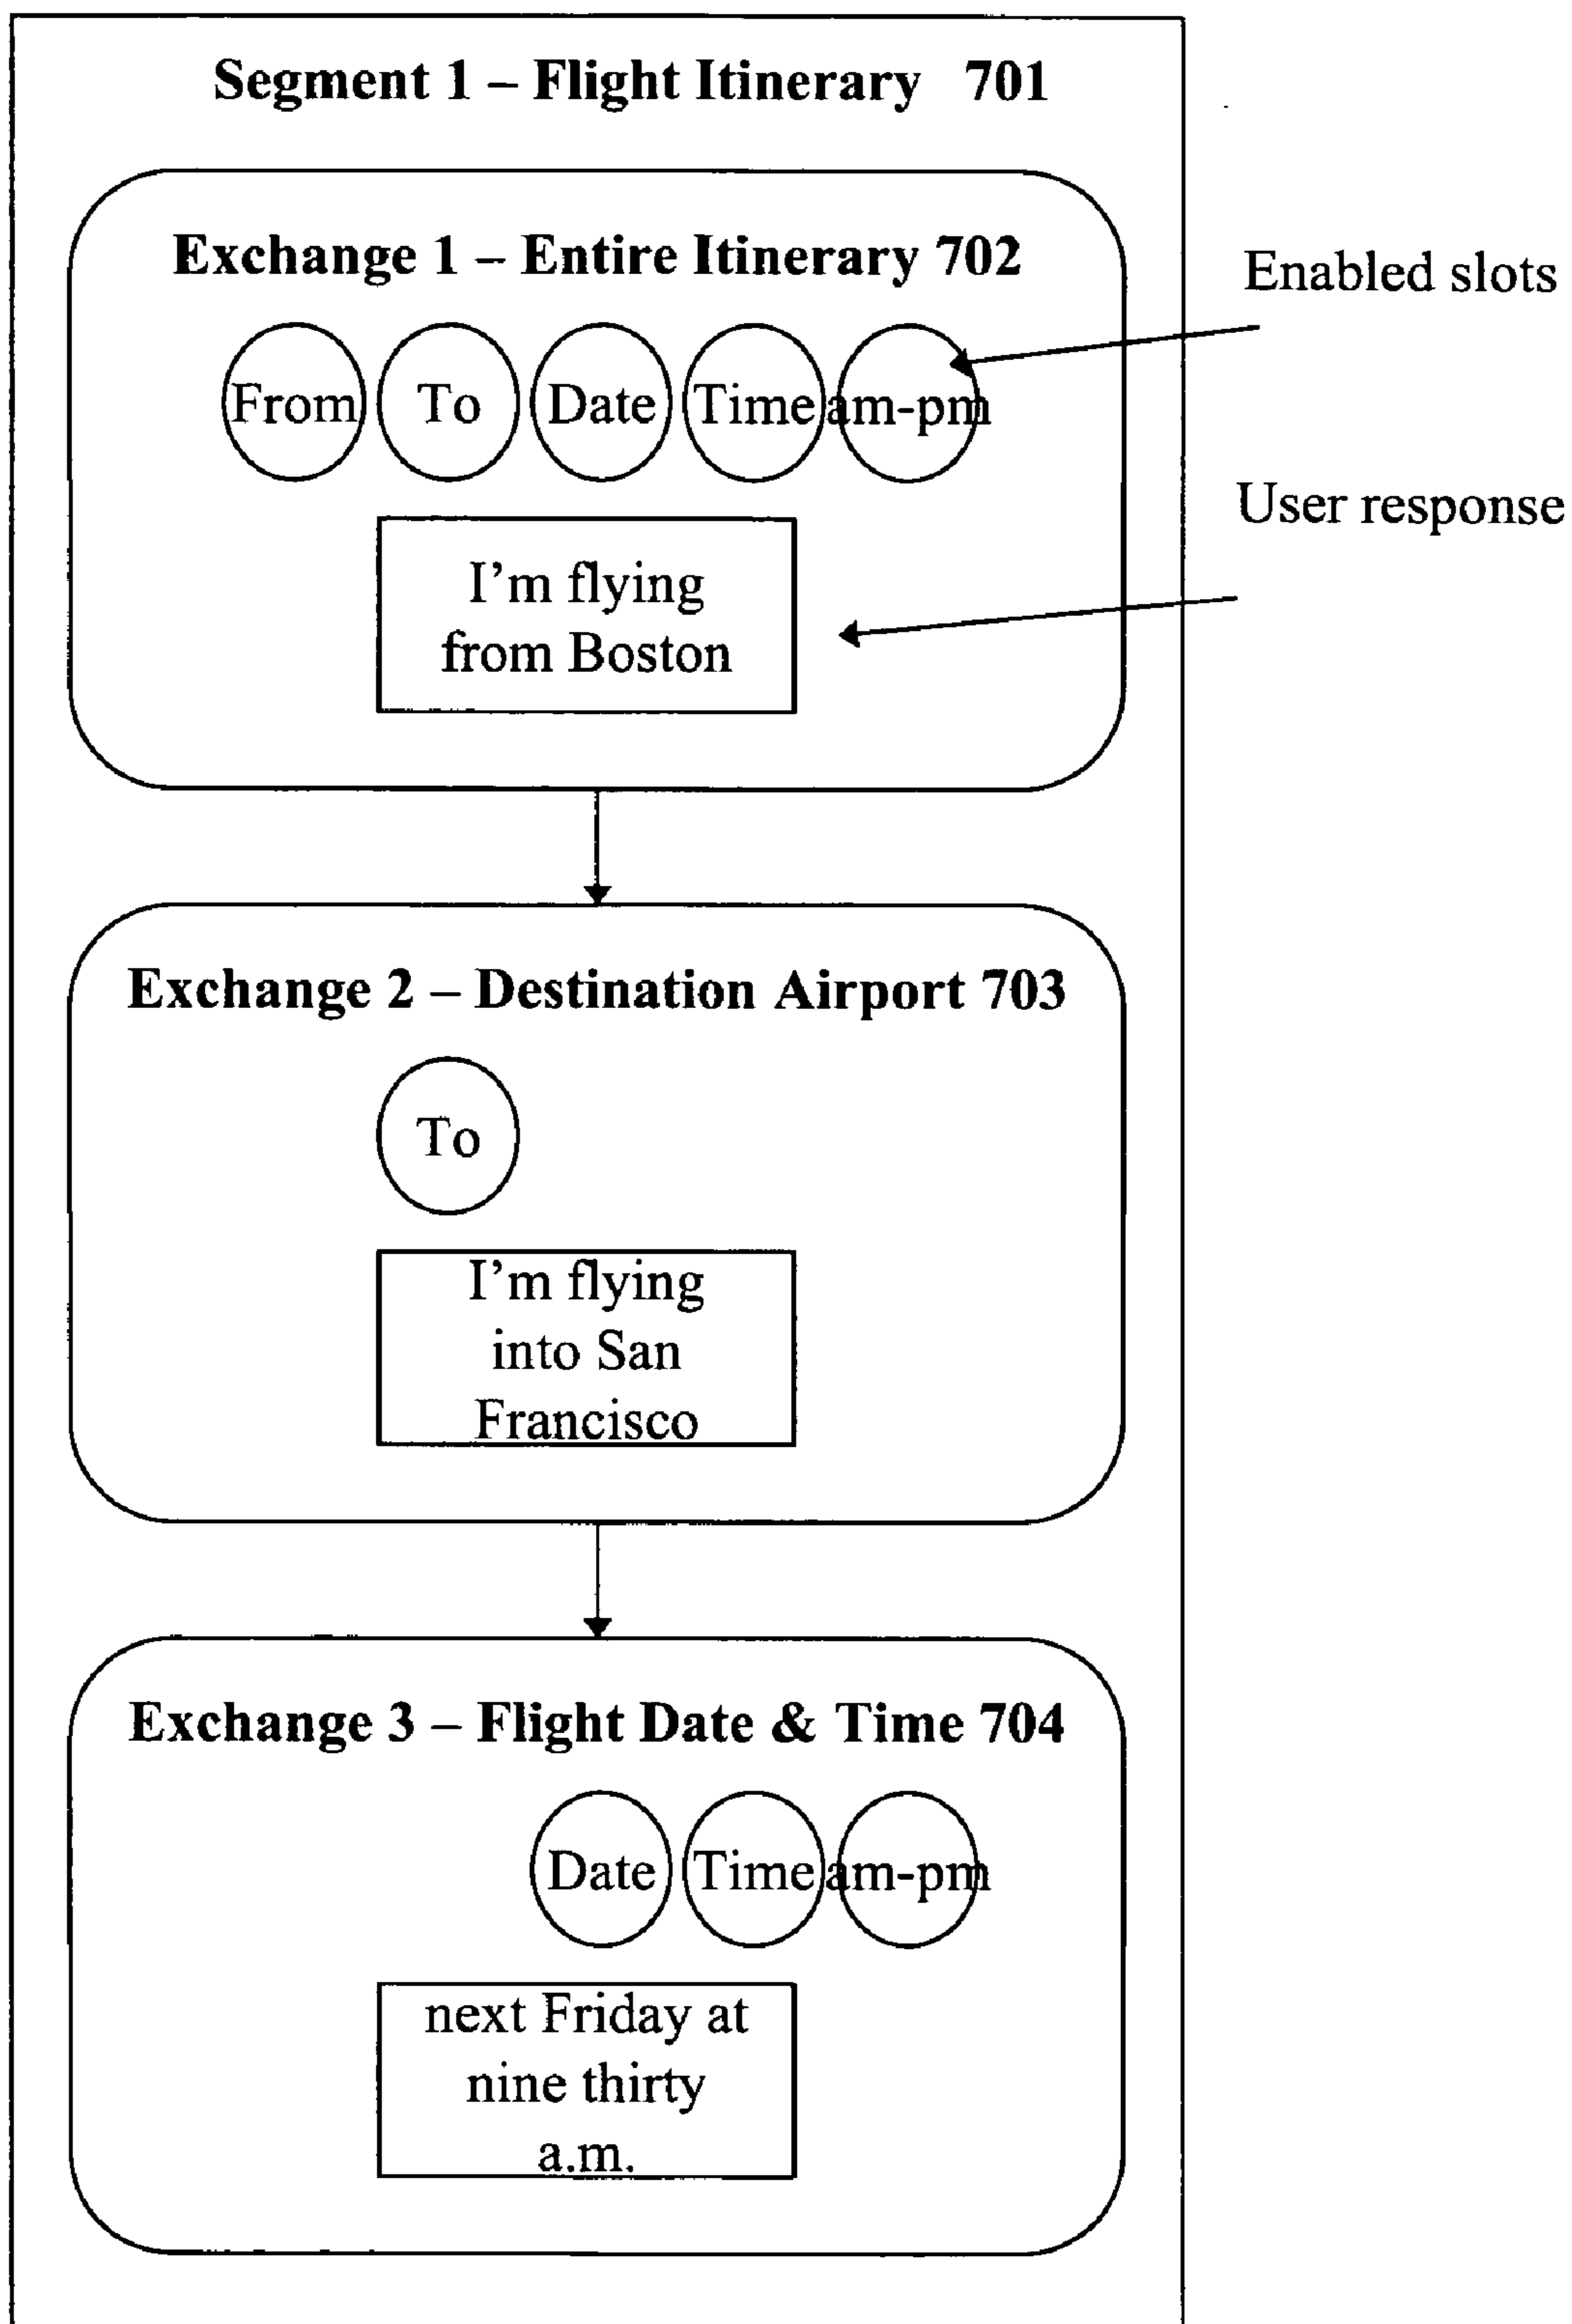 Segment 1 – Flight Itinerary 701
Exchange 1 – Entire Itinerary 702
Enabled slots
From To Date Time am-pm
User response
I'm flying
from Boston
Exchange 2 – Destination Airport 703
To
I'm flying
into San
Francisco
Exchange 3 – Flight Date & Time 704
Date Time am-pm
next Friday at
nine thirty
a.m.